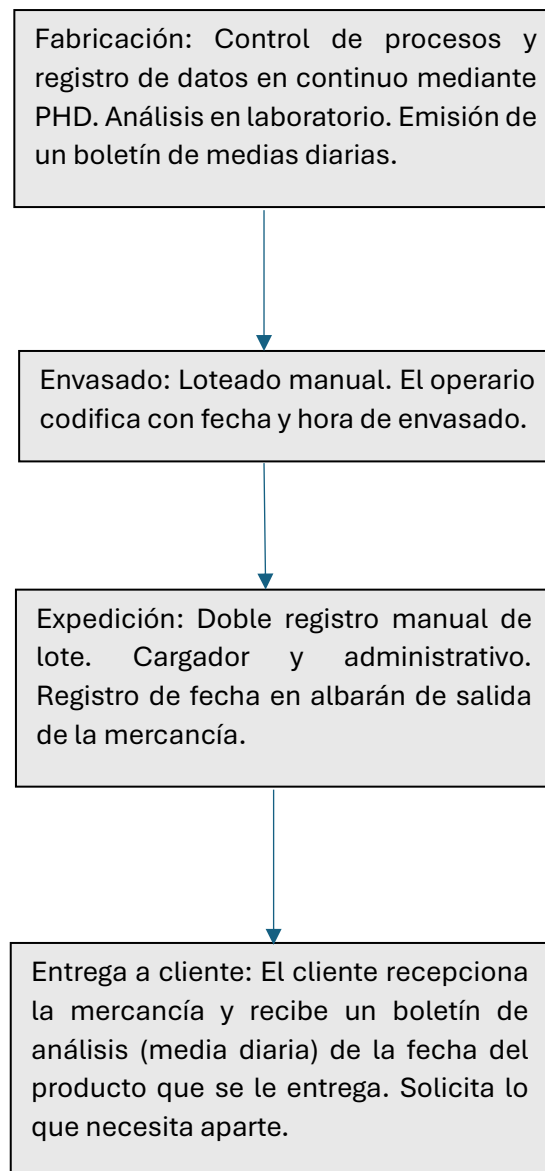 Fabricación: Control de procesos y
registro de datos en continuo mediante
PHD. Análisis en laboratorio. Emisión de
un boletín de medias diarias.
Envasado: Loteado manual. El operario
codifica con fecha y hora de envasado.
Expedición: Doble registro manual de
lote. Cargador y administrativo.
Registro de fecha en albarán de salida
de la mercancía.
Entrega a cliente: El cliente recepciona
la mercancía y recibe un boletín de
análisis (media diaria) de la fecha del
producto que se le entrega. Solicita lo
que necesita aparte.